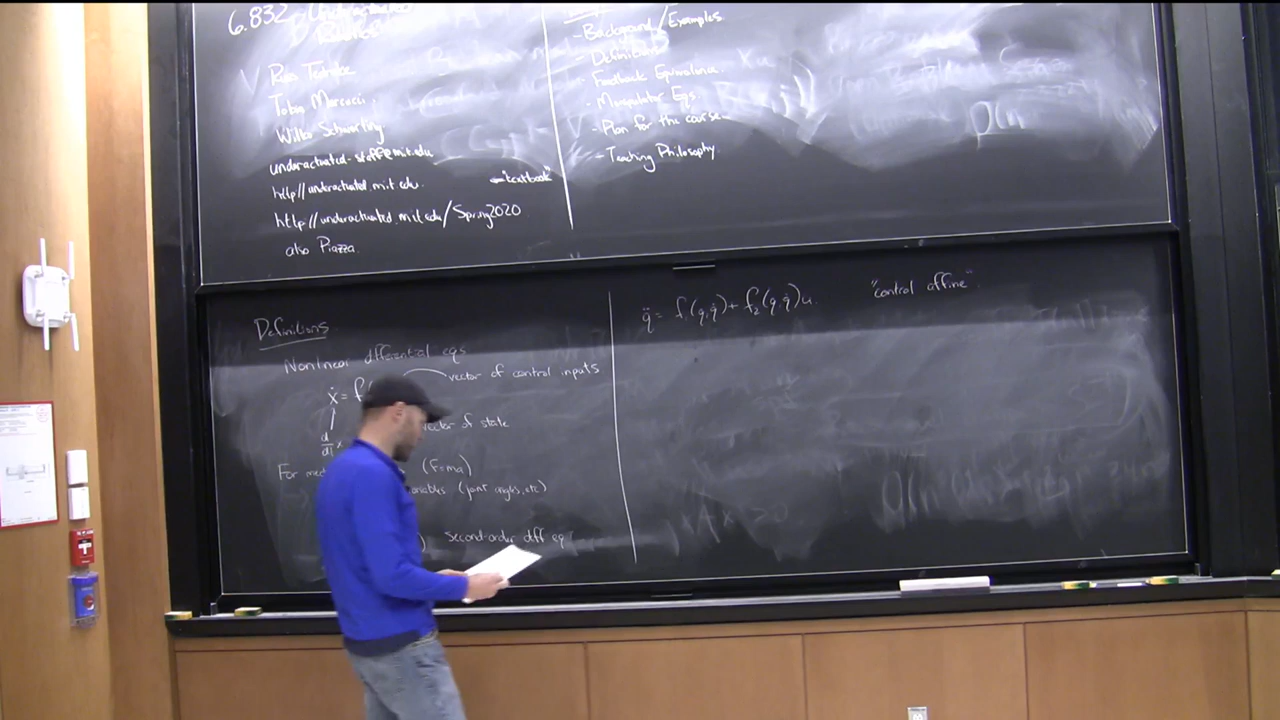 6.832 Underactuated
Robotics
Russ Tedrake
Tobia Marcucci
Wilko Schwarting
underactuated-staff@mit.edu
http://underactuated.mit.edu. ← "textbook"
http://underactuated.mit.edu/Spring2020
also Piazza.
- Background/Examples
- Definitions
- Feedback Equivalence
- Manipulator Eqs
- Plan for the course
- Teaching Philosophy
Definitions
Nonlinear differential eqs
ẋ = f(
vector of control inputs
vector of state
d/dt x
For mec
(f=ma)
(joint angles, etc)
) second-order diff eq
q̈ = f₁(q,q̇) + f₂(q,q̇)u. "control affine"